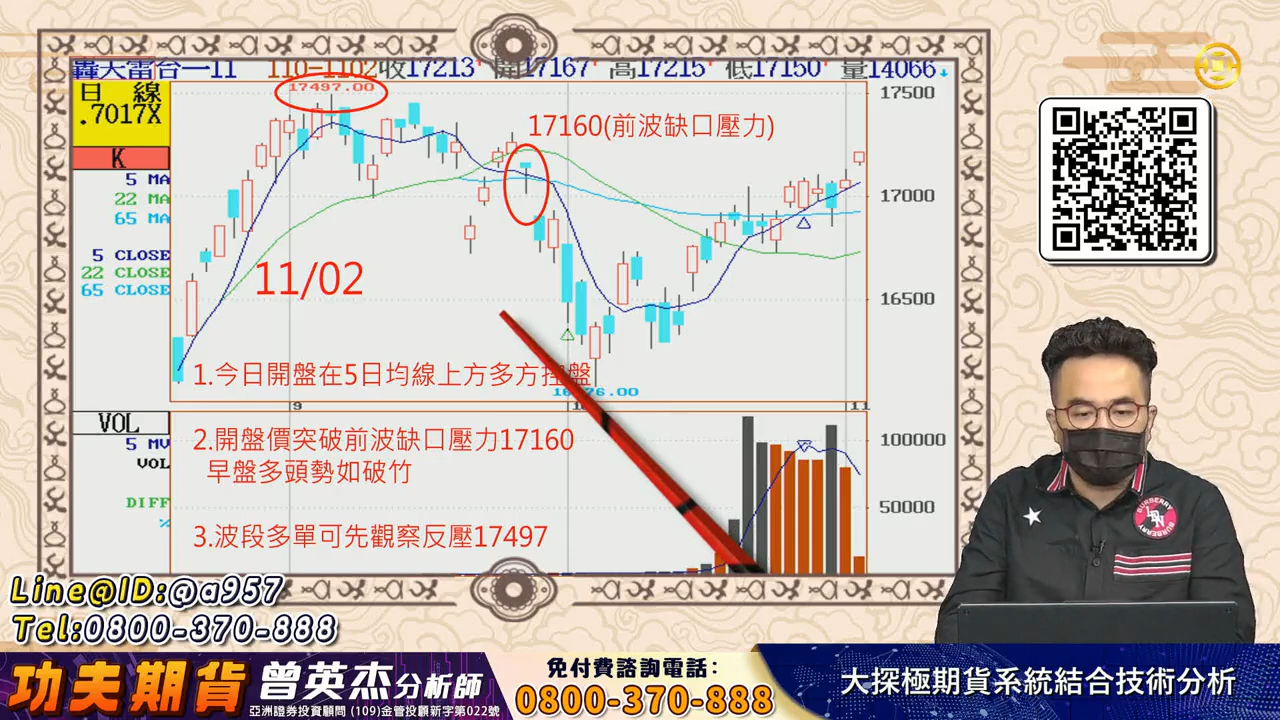 轟天雷台一11 110-1102收17213 開17167 高17215 低17150 量14066
日 線
.7017X
K
5 MA
22 MA
65 MA
5 CLOSE
22 CLOSE
65 CLOSE
17497.00
17160(前波缺口壓力)
17500
17000
16500
11/02
1.今日開盤在5日均線上方多方控盤
9
11
VOL
5 MV
VOL
DIFF
%
2.開盤價突破前波缺口壓力17160
早盤多頭勢如破竹
3.波段多單可先觀察反壓17497
100000
50000
BURBERRY
BURBERRY
Line@ID:@a957
Tel:0800-370-888
功夫期貨 曾英杰分析師
亞洲證券投資顧問 (109)金管投顧新字第022號
免付費諮詢電話:
0800-370-888
大探極期貨系統結合技術分析